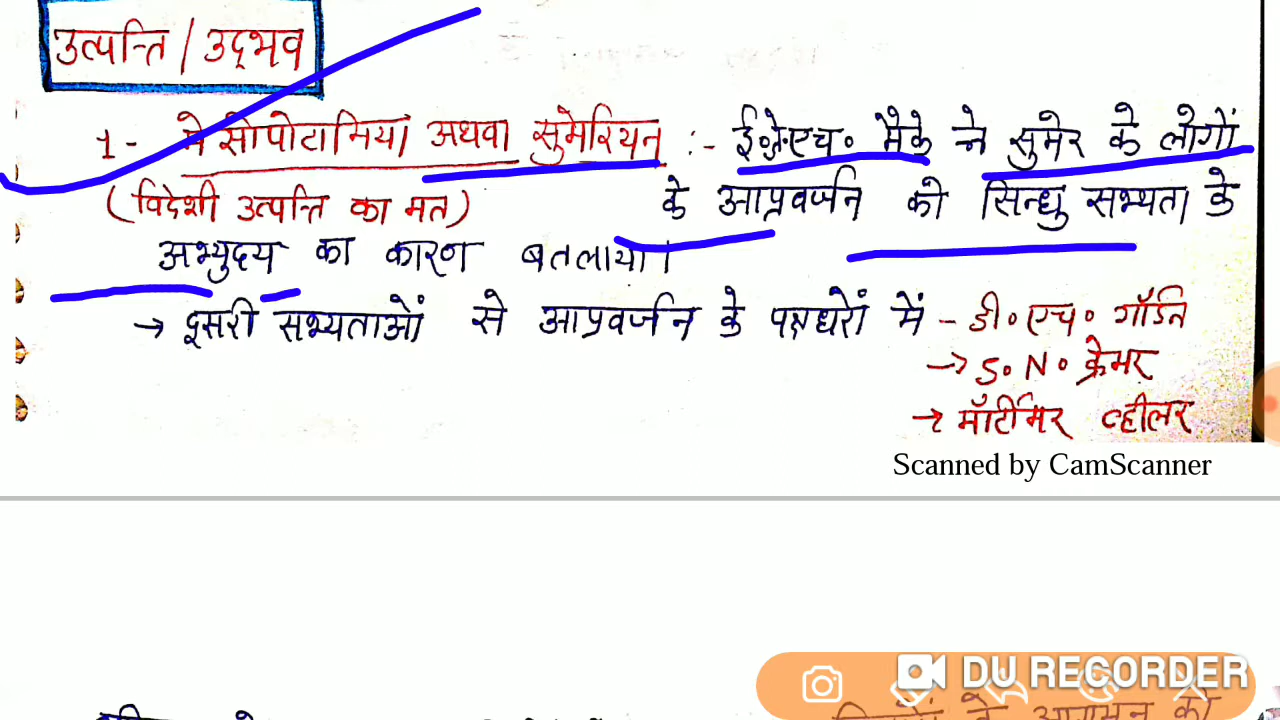 उत्पत्ति / उद्भव
1- मेसोपोटामिया अथवा सुमेरियन :- ई॰जे॰एच॰ मैके ने सुमेर के लोगों
(विदेशी उत्पत्ति का मत) के आप्रवर्जन को सिन्धु सभ्यता के
अभ्युदय का कारण बतलाया।
→ दूसरी सभ्यताओं से आप्रवर्जन के पक्षधरों में - डी॰एच॰ गॉर्डन
→ S॰ N॰ क्रेमर
→ मॉर्टीमर व्हीलर
Scanned by CamScanner
DU RECORDER
के आगमन को